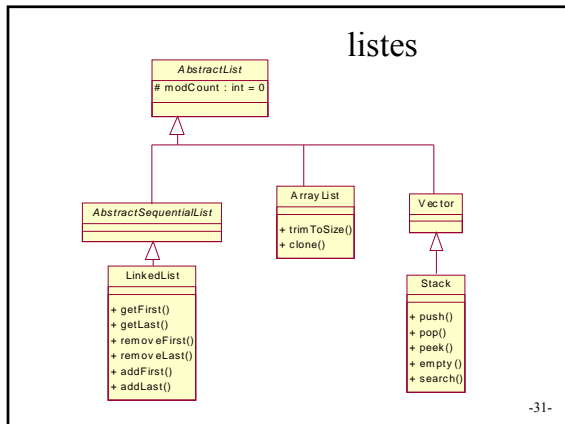 listes
AbstractList
# modCount : int = 0
AbstractSequentialList
ArrayList
+ trimToSize()
+ clone()
Vector
LinkedList
+ getFirst()
+ getLast()
+ removeFirst()
+ removeLast()
+ addFirst()
+ addLast()
Stack
+ push()
+ pop()
+ peek()
+ empty()
+ search()
-31-